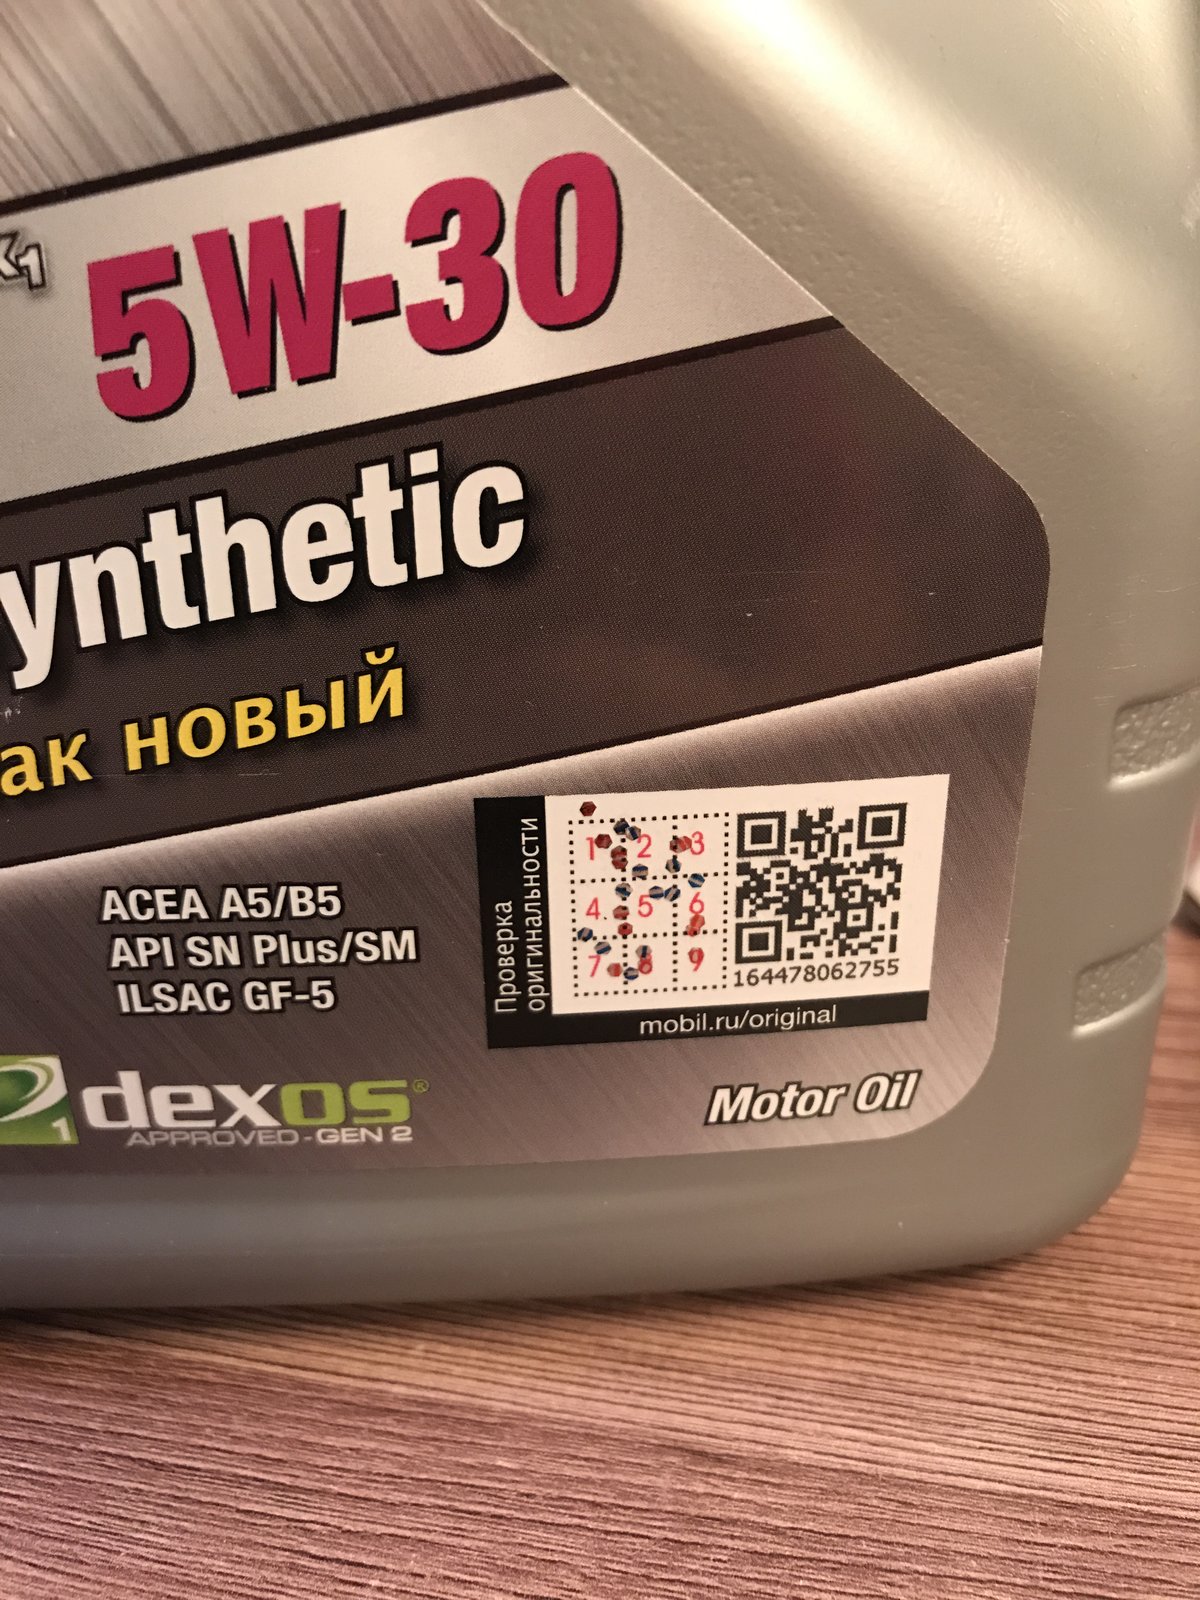 x1 5W-30
ynthetic
ак новый
ACEA A5/B5
API SN Plus/SM
ILSAC GF-5
Проверка
оригинальности
1 2 3
4 5 6
7 8 9
164478062755
mobil.ru/original
1
dexos®
APPROVED-GEN 2
Motor Oil